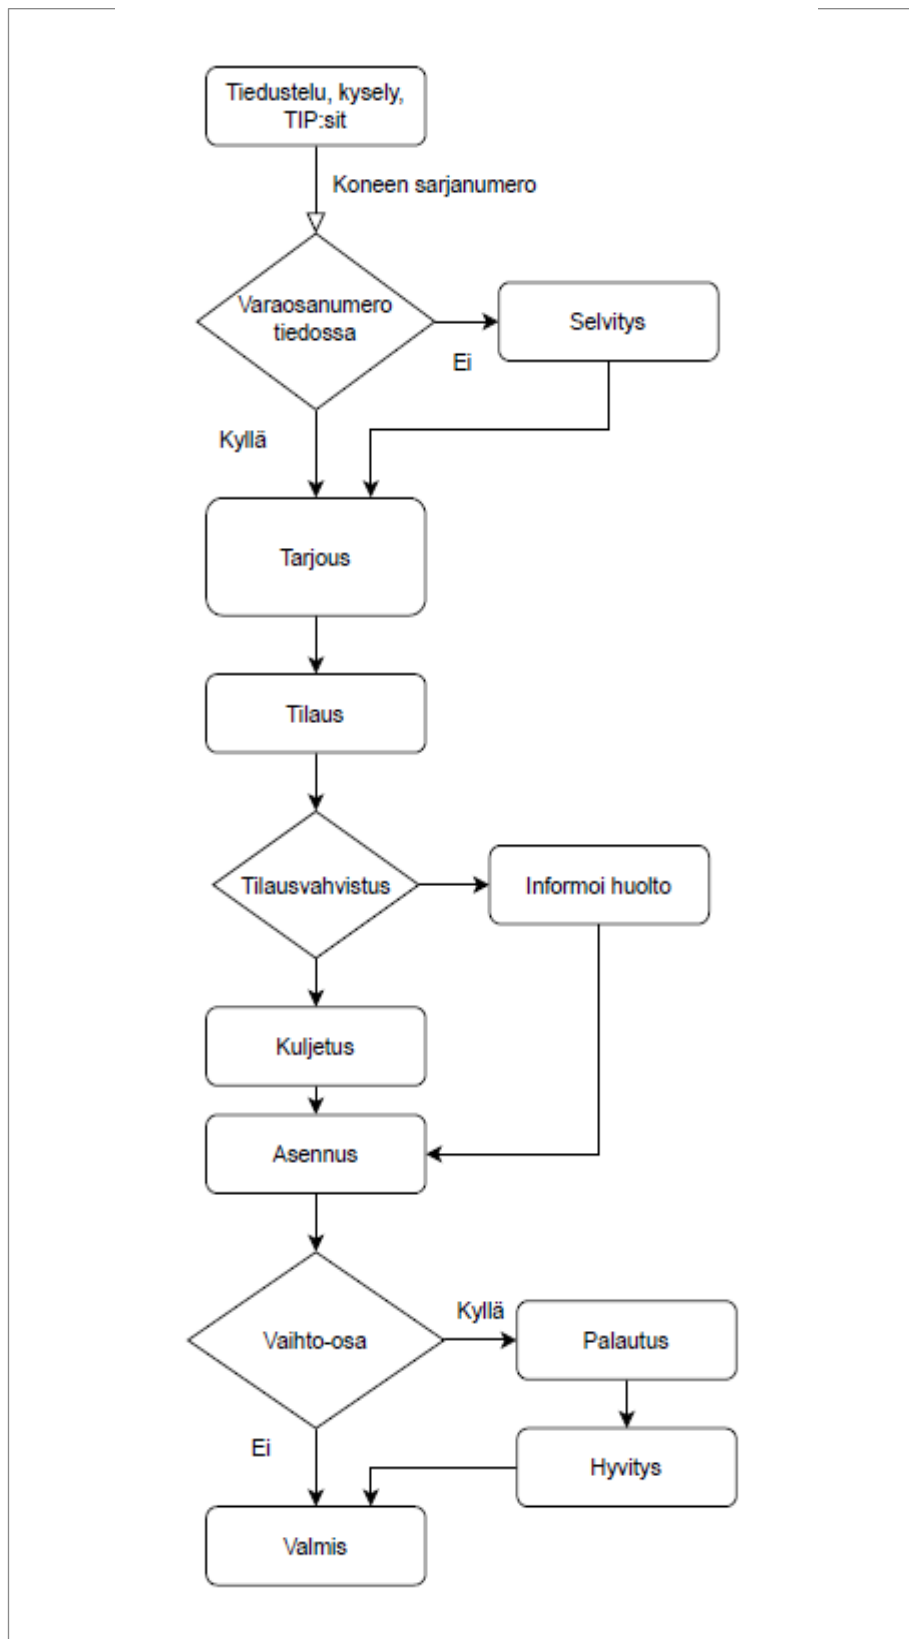 Tiedustelu, kysely,
TIP:sit
Koneen sarjanumero
Varaosanumero
tiedossa
Selvitys
Ei
Kyllä
Tarjous
Tilaus
Tilausvahvistus
Informoi huolto
Kuljetus
Asennus
Kyllä
Vaihto-osa
Palautus
Ei
Hyvitys
Valmis